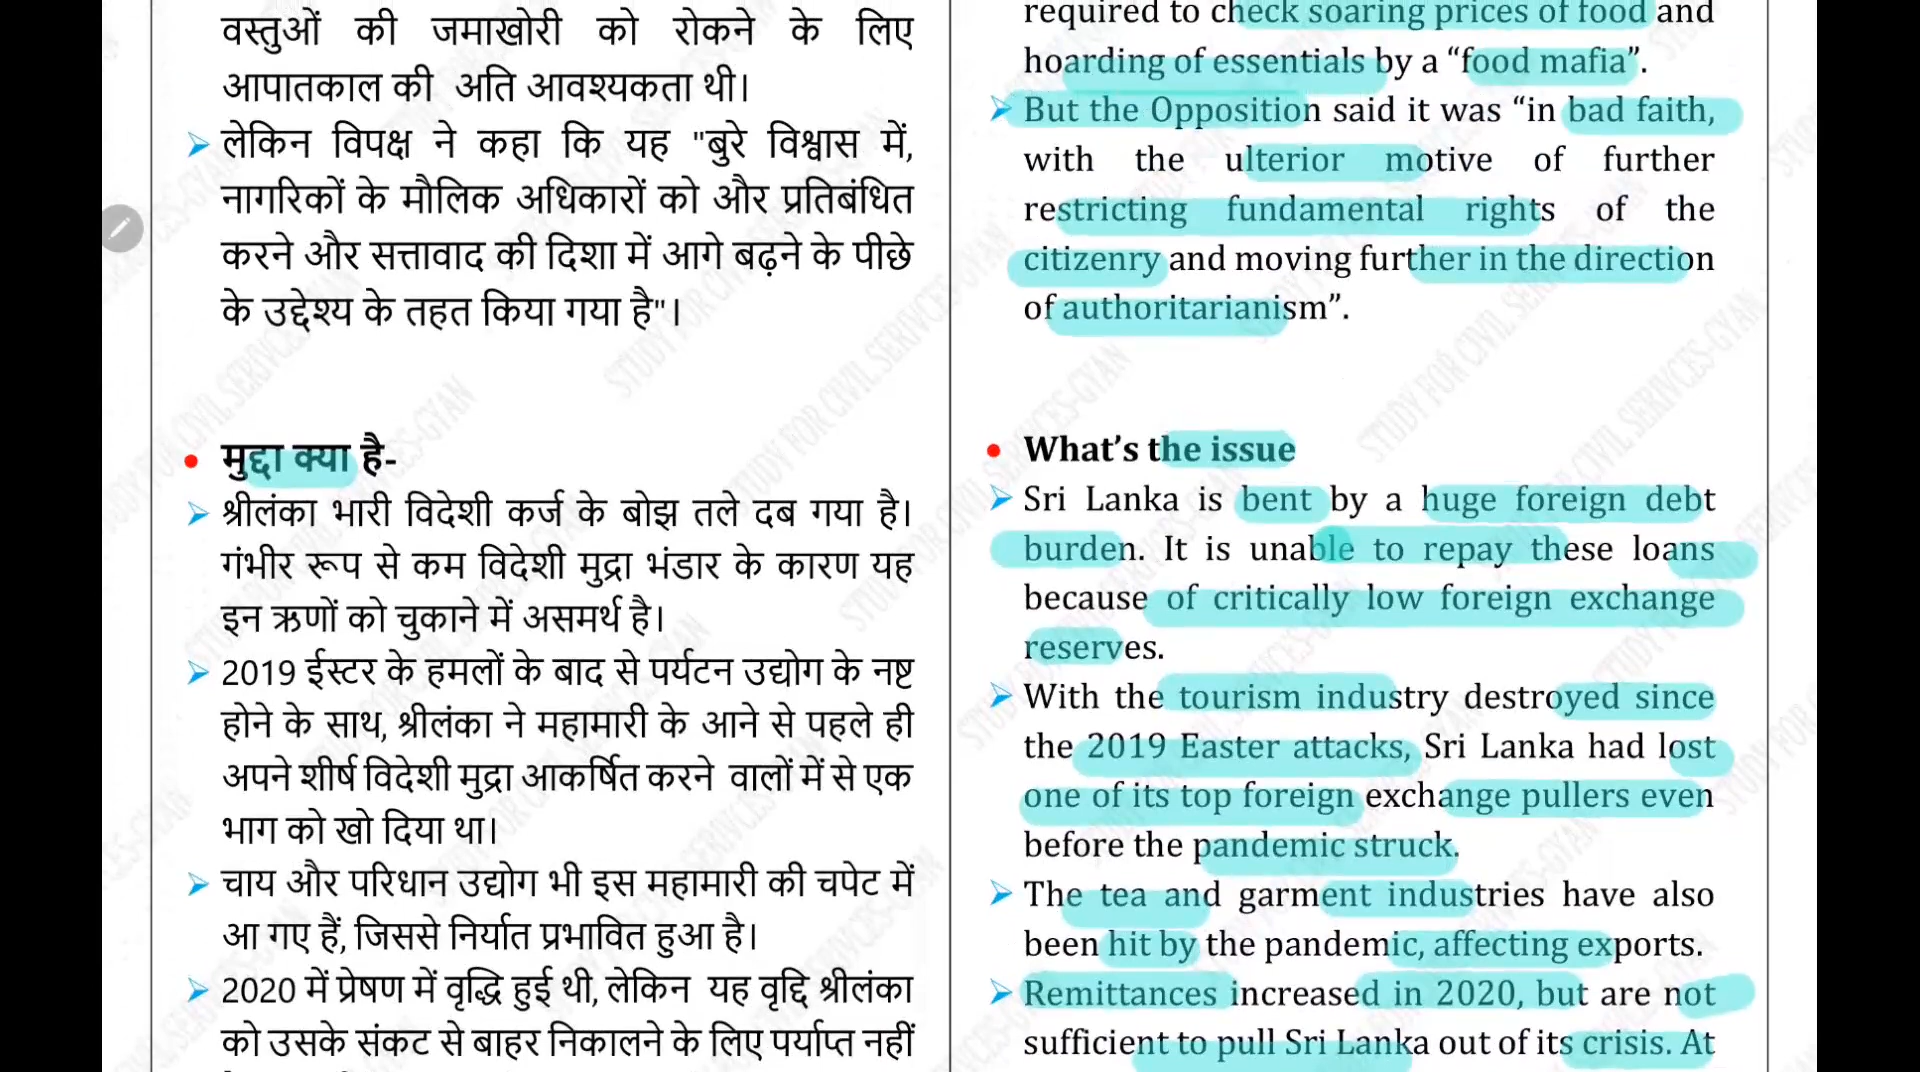 वस्तुओं की जमाखोरी को रोकने के लिए
आपातकाल की अति आवश्यकता थी।
लेकिन विपक्ष ने कहा कि यह "बुरे विश्वास में,
नागरिकों के मौलिक अधिकारों को और प्रतिबंधित
करने और सत्तावाद की दिशा में आगे बढ़ने के पीछे
के उद्देश्य के तहत किया गया है"।
मुद्दा क्या है-
श्रीलंका भारी विदेशी कर्ज के बोझ तले दब गया है।
गंभीर रूप से कम विदेशी मुद्रा भंडार के कारण यह
इन ऋणों को चुकाने में असमर्थ है।
2019 ईस्टर के हमलों के बाद से पर्यटन उद्योग के नष्ट
होने के साथ, श्रीलंका ने महामारी के आने से पहले ही
अपने शीर्ष विदेशी मुद्रा आकर्षित करने वालों में से एक
भाग को खो दिया था।
चाय और परिधान उद्योग भी इस महामारी की चपेट में
आ गए हैं, जिससे निर्यात प्रभावित हुआ है।
2020 में प्रेषण में वृद्धि हुई थी, लेकिन यह वृद्दि श्रीलंका
को उसके संकट से बाहर निकालने के लिए पर्याप्त नहीं
required to check soaring prices of food and
hoarding of essentials by a “food mafia”.
But the Opposition said it was “in bad faith,
with the ulterior motive of further
restricting fundamental rights of the
citizenry and moving further in the direction
of authoritarianism”.
What’s the issue
Sri Lanka is bent by a huge foreign debt
burden. It is unable to repay these loans
because of critically low foreign exchange
reserves.
With the tourism industry destroyed since
the 2019 Easter attacks, Sri Lanka had lost
one of its top foreign exchange pullers even
before the pandemic struck.
The tea and garment industries have also
been hit by the pandemic, affecting exports.
Remittances increased in 2020, but are not
sufficient to pull Sri Lanka out of its crisis. At
STUDY FOR CIVIL SERIVCES-GYAN